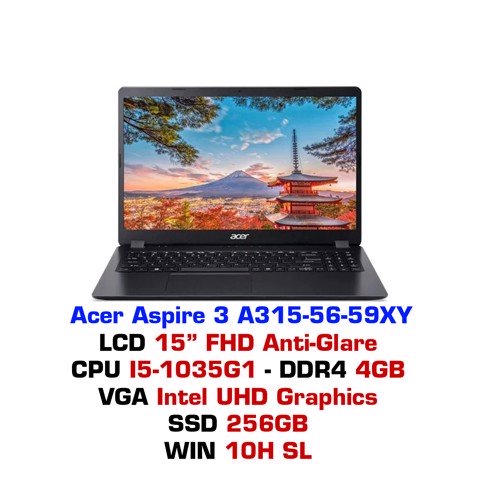 acer
Acer Aspire 3 A315-56-59XY
LCD 15” FHD Anti-Glare
CPU I5-1035G1 - DDR4 4GB
VGA Intel UHD Graphics
SSD 256GB
WIN 10H SL